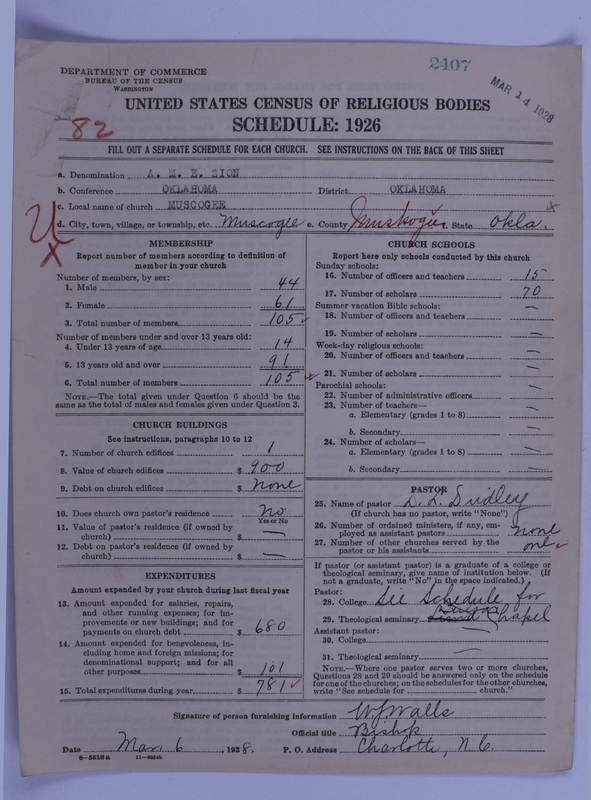 2407
MAR 14 1928
DEPARTMENT OF COMMERCE
BUREAU OF THE CENSUS
WASHINGTON
UNITED STATES CENSUS OF RELIGIOUS BODIES
SCHEDULE: 1926
82
FILL OUT A SEPARATE SCHEDULE FOR EACH CHURCH. SEE INSTRUCTIONS ON THE BACK OF THIS SHEET
a. Denomination A. M. E. ZION
b. Conference OKLAHOMA District OKLAHOMA
c. Local name of church MUSCOGEE x
d. City, town, village, or township, etc. Muscogee e. County Muskogee State Okla.
U
X
MEMBERSHIP
Report number of members according to definition of
member in your church
Number of members, by sex:
1. Male 44
2. Female 61
3. Total number of members 105 ✓
Number of members under and over 13 years old:
4. Under 13 years of age 14
5. 13 years old and over 91
6. Total number of members 105
NOTE.—The total given under Question 6 should be the
same as the total of males and females given under Question 3.
CHURCH BUILDINGS
See instructions, paragraphs 10 to 12
7. Number of church edifices 1
8. Value of church edifices $ 900
9. Debt on church edifices $ None
10. Does church own pastor's residence? No
Yes or No
11. Value of pastor's residence (if owned by
church) $ —
12. Debt on pastor's residence (if owned by
church) $ —
EXPENDITURES
Amount expended by your church during last fiscal year
13. Amount expended for salaries, repairs,
and other running expenses; for im-
provements or new buildings; and for
payments on church debt $ 680
14. Amount expended for benevolences, in-
cluding home and foreign missions; for
denominational support; and for all
other purposes $ 101
15. Total expenditures during year $ 781 ✓
CHURCH SCHOOLS
Report here only schools conducted by this church
Sunday schools:
16. Number of officers and teachers 15
17. Number of scholars 70
Summer vacation Bible schools: —
18. Number of officers and teachers
19. Number of scholars —
Week-day religious schools:
20. Number of officers and teachers —
21. Number of scholars —
Parochial schools:
22. Number of administrative officers —
23. Number of teachers—
a. Elementary (grades 1 to 8) —
b. Secondary —
24. Number of scholars—
a. Elementary (grades 1 to 8) —
b. Secondary —
PASTOR
25. Name of pastor
(If church has no pastor, write "None")
26. Number of ordained ministers, if any, em-
ployed as assistant pastors none
27. Number of other churches served by the
pastor or his assistants one ✓
If pastor (or assistant pastor) is a graduate of a college or
theological seminary, give name of institution below. (If
not a graduate, write "No" in the space indicated.)
Pastor:
28. College See Schedule for
29. Theological seminary Chapel
Assistant pastor:
30. College —
31. Theological seminary —
NOTE.—Where one pastor serves two or more churches,
Questions 28 and 29 should be answered only on the schedule
for one of the churches; on the schedules for the other churches,
write "See schedule for church."
Signature of person furnishing information W J Walls
Official title Bishop
Date Mar 6, 1928. P. O. Address Charlotte, N. C.